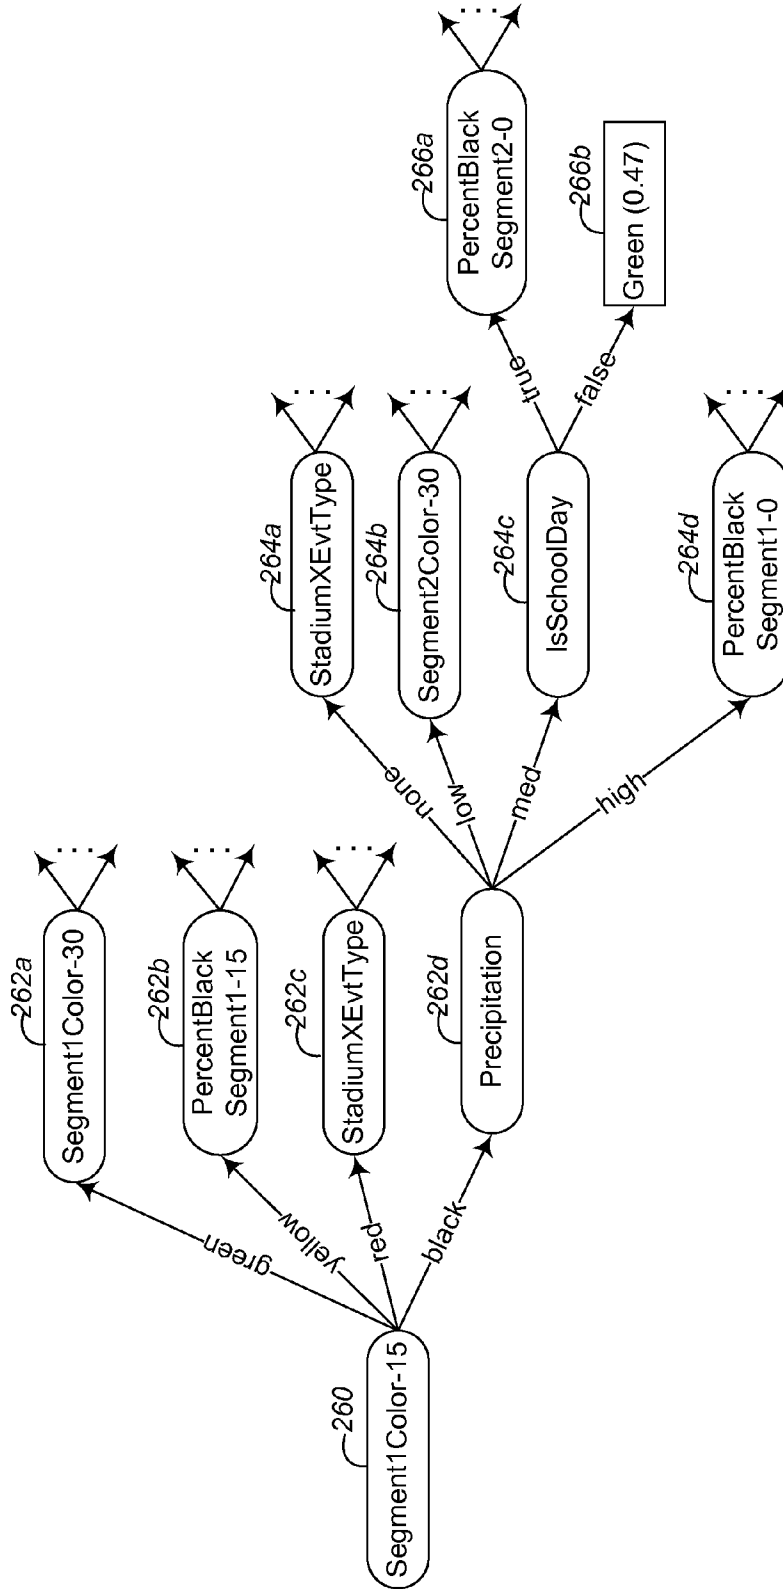 260
Segment1Color-15
green
yellow
red
black
262a
Segment1Color-30
...
262b
PercentBlack
Segment1-15
...
262c
StadiumXEvtType
...
262d
Precipitation
none
low
med
high
264a
StadiumXEvtType
...
264b
Segment2Color-30
...
264c
IsSchoolDay
true
false
264d
PercentBlack
Segment1-0
...
266a
PercentBlack
Segment2-0
...
266b
Green (0.47)